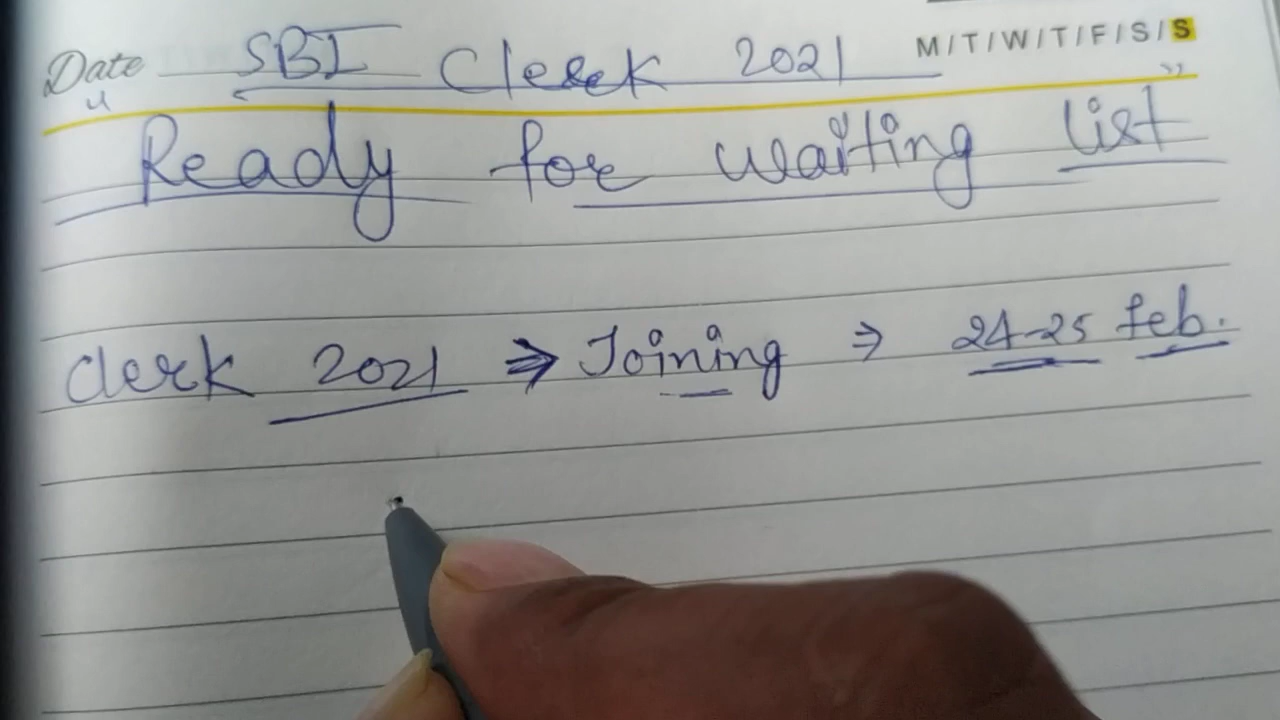 Date SBI Clerk 2021 M/T/W/T/F/S/S
"Ready for waiting list"
Clerk 2021 ⇒ Joining ⇒ 24-25 feb.